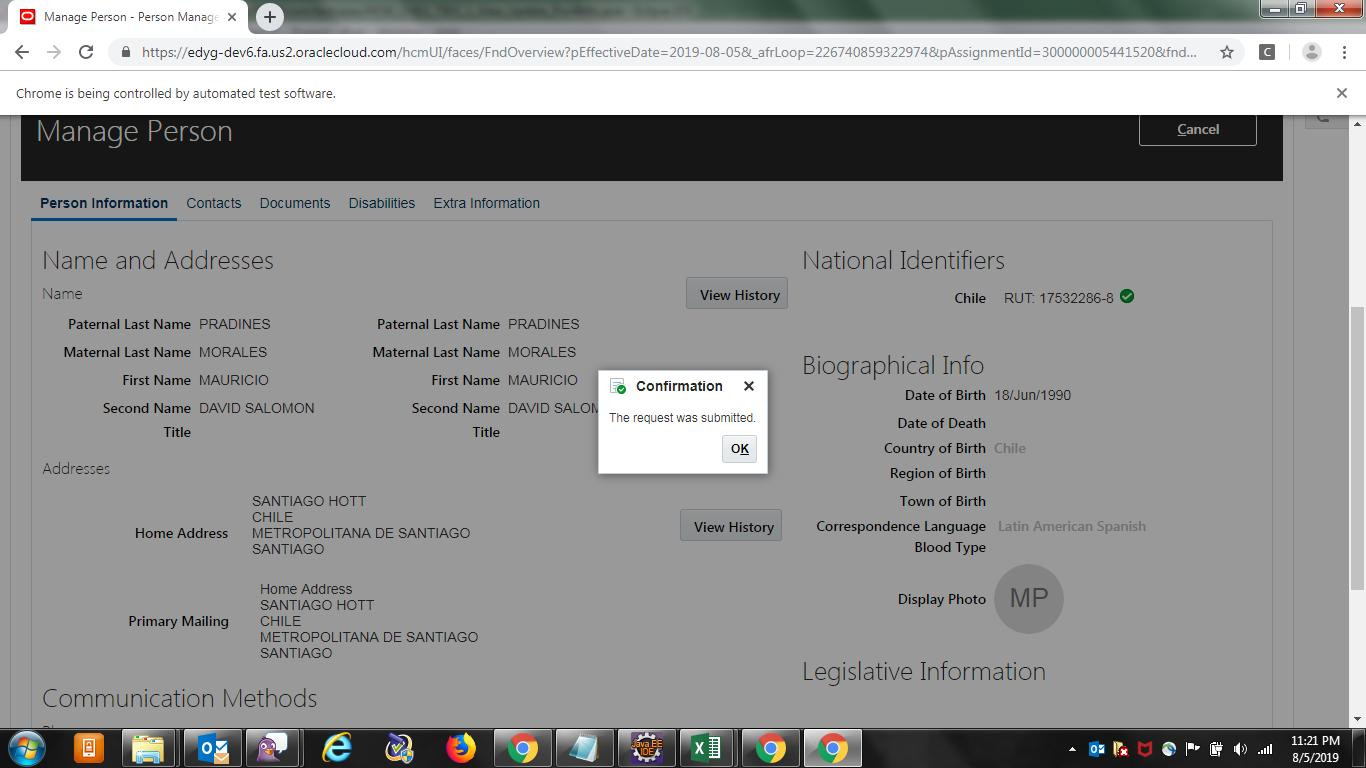 Manage Person - Person Manage
https://edyg-dev6.fa.us2.oraclecloud.com/hcmUI/faces/FndOverview?pEffectiveDate=2019-08-05&_afrLoop=226740859322974&pAssignmentId=300000005441520&fnd...
C
Chrome is being controlled by automated test software.
Manage Person
Cancel
Person Information Contacts Documents Disabilities Extra Information
Name and Addresses
Name
View History
Paternal Last Name PRADINES Paternal Last Name PRADINES
Maternal Last Name MORALES Maternal Last Name MORALES
First Name MAURICIO First Name MAURICIO
Second Name DAVID SALOMON Second Name DAVID SALOM
Title Title
Addresses
Home Address
SANTIAGO HOTT
CHILE
METROPOLITANA DE SANTIAGO
SANTIAGO
View History
Primary Mailing
Home Address
SANTIAGO HOTT
CHILE
METROPOLITANA DE SANTIAGO
SANTIAGO
Communication Methods
National Identifiers
Chile RUT: 17532286-8
Biographical Info
Date of Birth 18/Jun/1990
Date of Death
Country of Birth Chile
Region of Birth
Town of Birth
Correspondence Language Latin American Spanish
Blood Type
Display Photo MP
Legislative Information
Confirmation
The request was submitted.
OK
Java EE
IDE
11:21 PM
8/5/2019